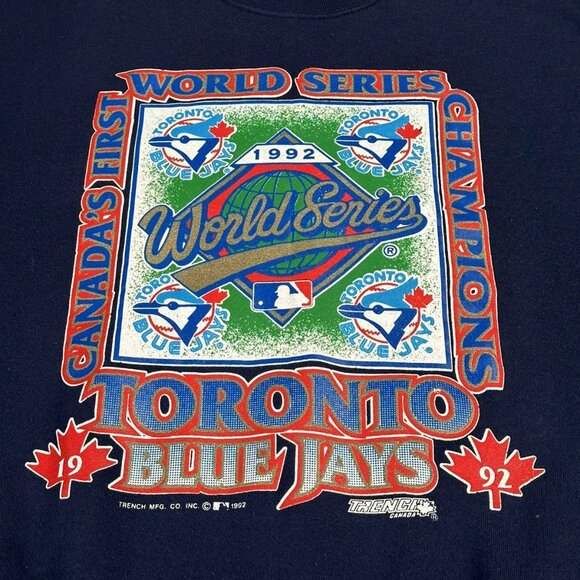 CANADA'S FIRST
WORLD SERIES
CHAMPIONS
TORONTO
BLUE JAYS
TORONTO
BLUE JAYS
1992
World Series
®
TORONTO
BLUE JAYS
TORONTO
BLUE JAYS
TORONTO
BLUE JAYS
19
92
TRENCH MFG. CO. INC. © 1992
TRENCH
CANADA